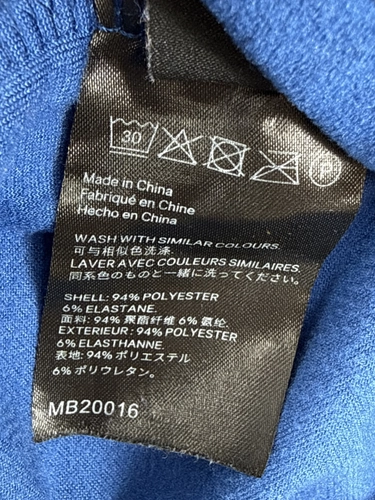 30 P
Made in China
Fabriqué en Chine
Hecho en China
WASH WITH SIMILAR COLOURS.
可与相似色洗涤
LAVER AVEC COULEURS SIMILAIRES.
同系色のものと一緒に洗ってください。
SHELL: 94% POLYESTER
6% ELASTANE.
面料: 94% 聚酯纤维 6% 氨纶
EXTERIEUR: 94% POLYESTER
6% ELASTHANNE.
表地: 94% ポリエステル
6% ポリウレタン。
MB20016